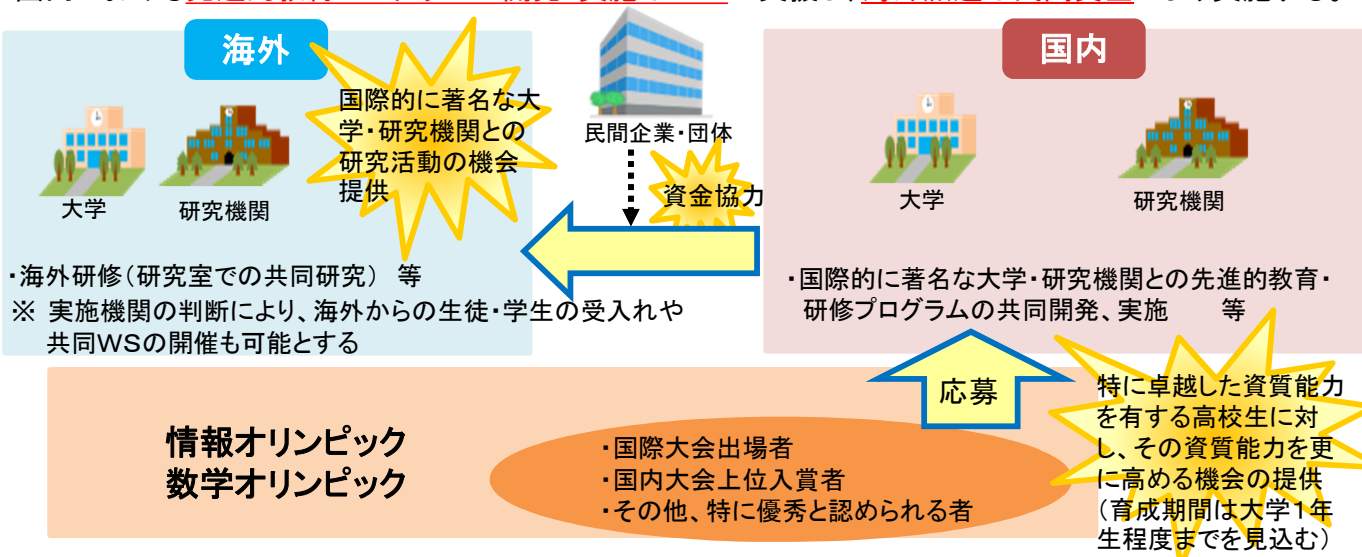 海外
国際的に著名な大
学・研究機関との
研究活動の機会
提供
大学
研究機関
民間企業・団体
資金協力
国内
大学
研究機関
・海外研修（研究室での共同研究） 等
※ 実施機関の判断により、海外からの生徒・学生の受入れや
共同WSの開催も可能とする
・国際的に著名な大学・研究機関との先進的教育・
研修プログラムの共同開発、実施 等
応募
情報オリンピック
数学オリンピック
・国際大会出場者
・国内大会上位入賞者
・その他、特に優秀と認められる者
特に卓越した資質能力
を有する高校生に対
し、その資質能力を更
に高める機会の提供
（育成期間は大学1年
生程度までを見込む）